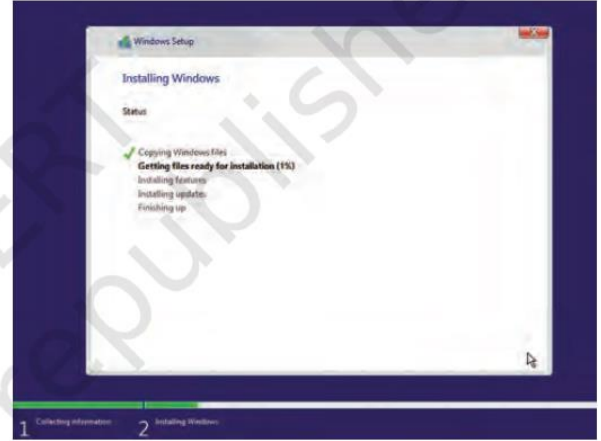 Windows Setup
Installing Windows
Status
Copying Windows files
Getting files ready for installation (1%)
Installing features
Installing updates
Finishing up
1 Collecting information
2 Installing Windows